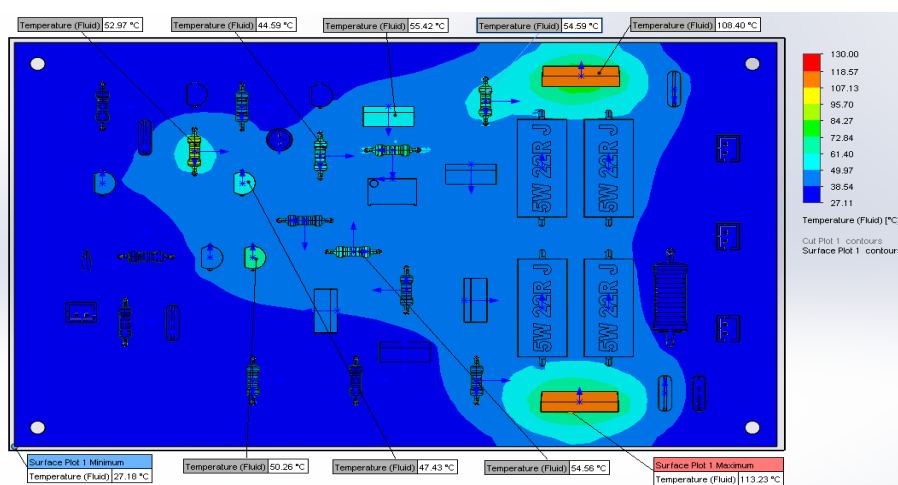 Temperature (Fluid) 52.97 °C
Temperature (Fluid) 44.59 °C
Temperature (Fluid) 55.42 °C
Temperature (Fluid) 54.59 °C
Temperature (Fluid) 108.40 °C
130.00
118.57
107.13
95.70
84.27
72.84
61.40
49.97
38.54
27.11
Temperature (Fluid) [°C]
Cut Plot 1 contours
Surface Plot 1 contours
5W 22R J
5W 22R J
5W 22R J
5W 22R J
Surface Plot 1 Minimum
Temperature (Fluid) 27.18 °C
Temperature (Fluid) 50.26 °C
Temperature (Fluid) 47.43 °C
Temperature (Fluid) 54.56 °C
Surface Plot 1 Maximum
Temperature (Fluid) 113.23 °C